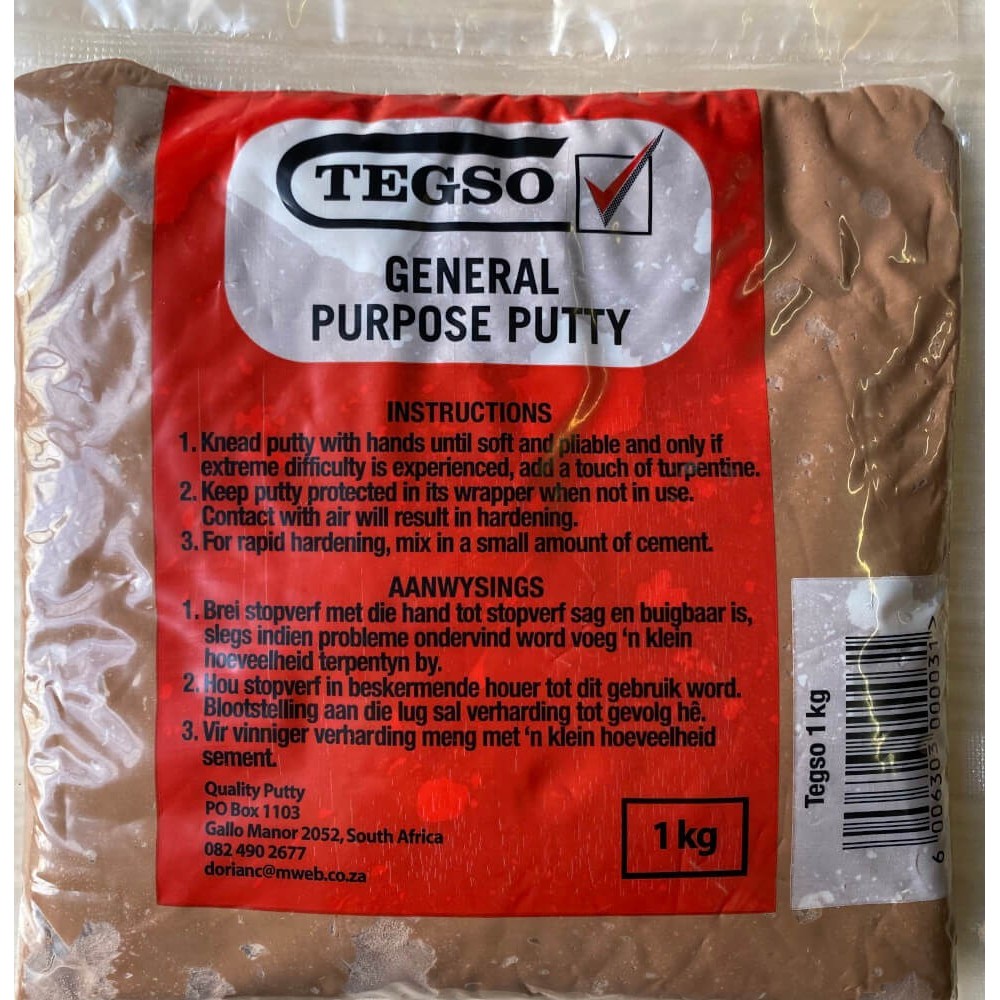 TEGSO
GENERAL
PURPOSE PUTTY
INSTRUCTIONS
1. Knead putty with hands until soft and pliable and only if
extreme difficulty is experienced, add a touch of turpentine.
2. Keep putty protected in its wrapper when not in use.
Contact with air will result in hardening.
3. For rapid hardening, mix in a small amount of cement.
AANWYSINGS
1. Brei stopverf met die hand tot stopverf sag en buigbaar is,
slegs indien probleme ondervind word voeg ‘n klein
hoeveelheid terpentyn by.
2. Hou stopverf in beskermende houer tot dit gebruik word.
Blootstelling aan die lug sal verharding tot gevolg hê.
3. Vir vinniger verharding meng met ‘n klein hoeveelheid
sement.
Quality Putty
PO Box 1103
Gallo Manor 2052, South Africa
082 490 2677
dorianc@mweb.co.za
1 kg
Tegso 1 kg
6 006303 000031 >